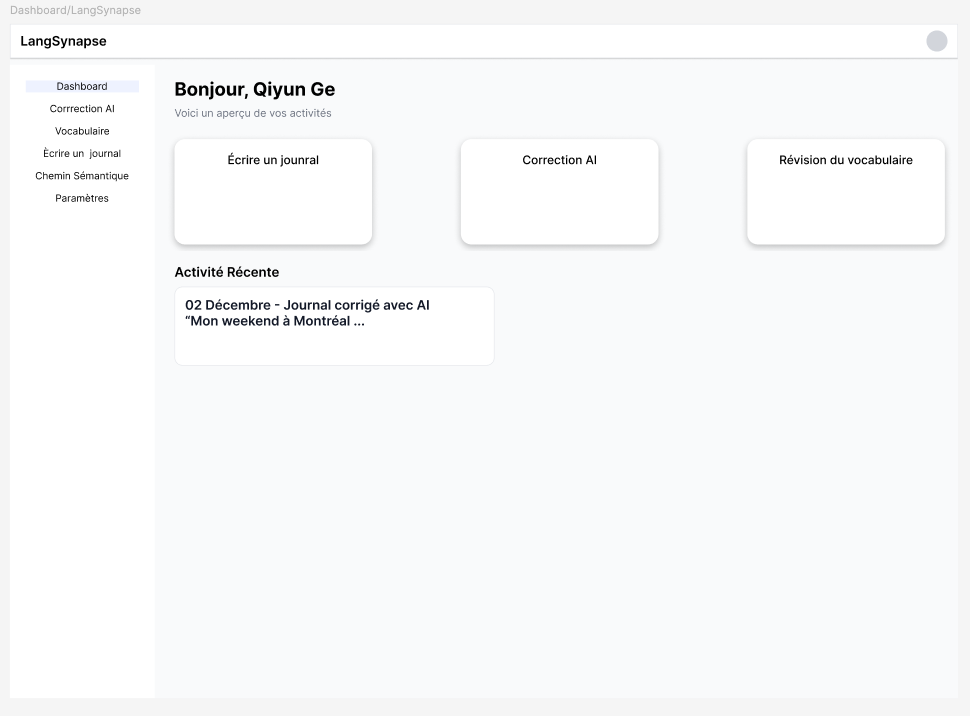 Dashboard/LangSynapse
LangSynapse
Dashboard
Corrrection AI
Vocabulaire
Ècrire un  journal
Chemin Sémantique
Paramètres
Bonjour, Qiyun Ge
Voici un aperçu de vos activités
Écrire un jounral
Correction AI
Révision du vocabulaire
Activité Récente
02 Décembre - Journal corrigé avec AI
“Mon weekend à Montréal ...